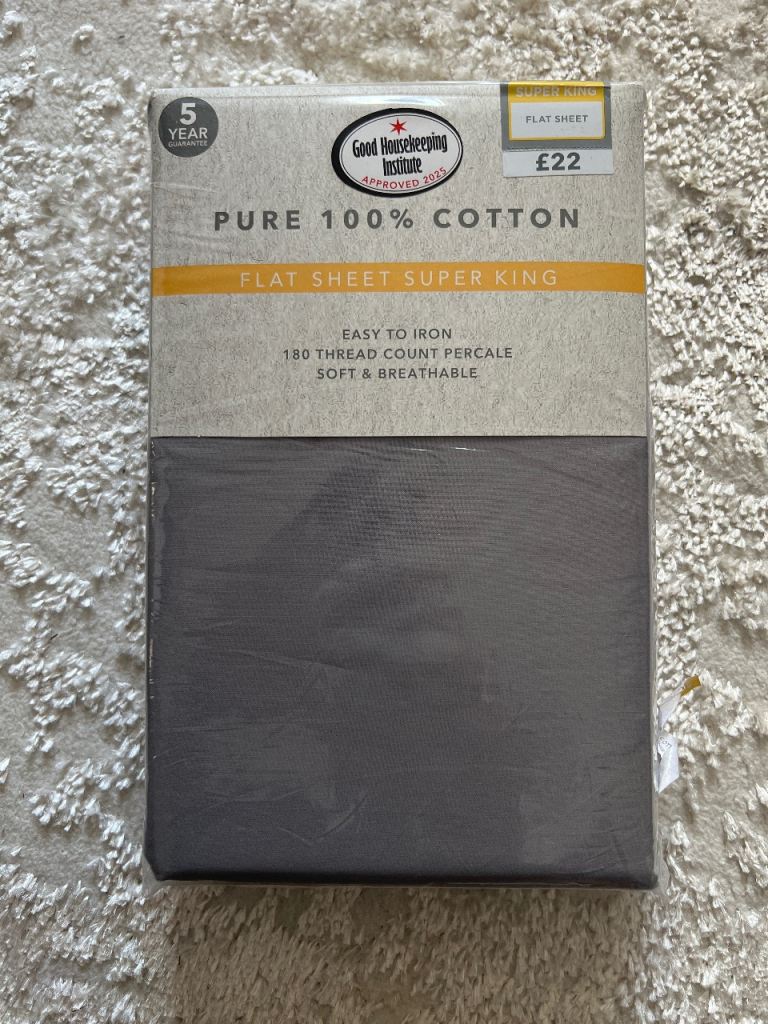 5
YEAR
GUARANTEE
Good Housekeeping
Institute
APPROVED 2025
SUPER KING
FLAT SHEET
£22
PURE 100% COTTON
FLAT SHEET SUPER KING
EASY TO IRON
180 THREAD COUNT PERCALE
SOFT & BREATHABLE